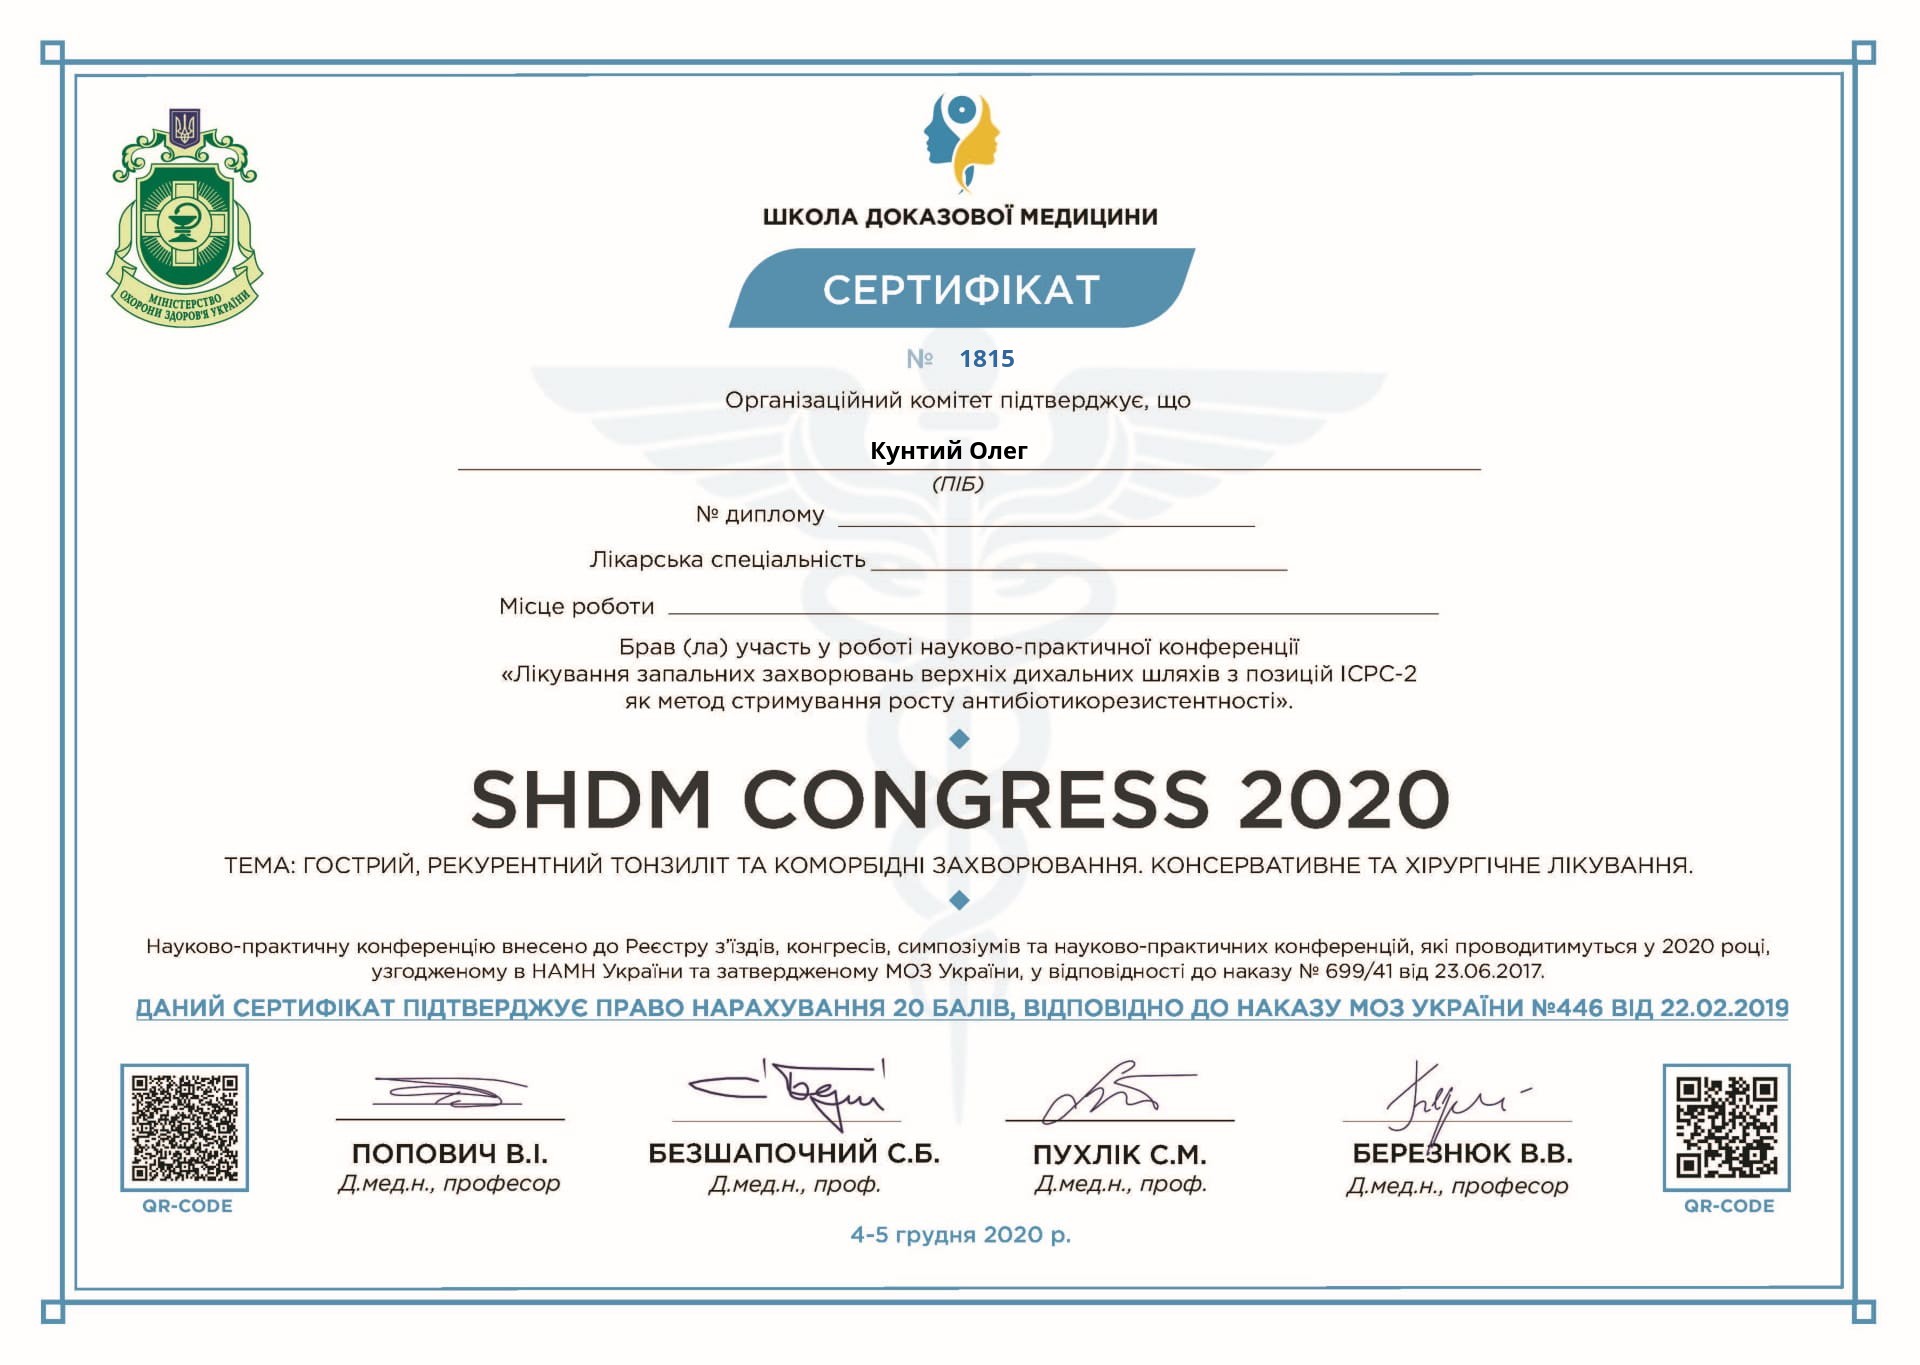 МІНІСТЕРСТВО
ОХОРОНИ ЗДОРОВ'Я УКРАЇНИ
ШКОЛА ДОКАЗОВОЇ МЕДИЦИНИ
СЕРТИФІКАТ
№ 1815
Організаційний комітет підтверджує, що
Кунтий Олег
(ПІБ)
№ диплому
Лікарська спеціальність
Місце роботи
Брав (ла) участь у роботі науково-практичної конференції
«Лікування запальних захворювань верхніх дихальних шляхів з позицій ICPC-2
як метод стримування росту антибіотикорезистентності».
SHDM CONGRESS 2020
ТЕМА: ГОСТРИЙ, РЕКУРЕНТНИЙ ТОНЗИЛІТ ТА КОМОРБІДНІ ЗАХВОРЮВАННЯ. КОНСЕРВАТИВНЕ ТА ХІРУРГІЧНЕ ЛІКУВАННЯ.
Науково-практичну конференцію внесено до Реєстру з'їздів, конгресів, симпозіумів та науково-практичних конференцій, які проводитимуться у 2020 році,
узгодженому в НАМН України та затвердженому МОЗ України, у відповідності до наказу № 699/41 від 23.06.2017.
ДАНИЙ СЕРТИФІКАТ ПІДТВЕРДЖУЄ ПРАВО НАРАХУВАННЯ 20 БАЛІВ, ВІДПОВІДНО ДО НАКАЗУ МОЗ УКРАЇНИ №446 ВІД 22.02.2019
QR-CODE
ПОПОВИЧ В.І.
Д.мед.н., професор
БЕЗШАПОЧНИЙ С.Б.
Д.мед.н., проф.
ПУХЛІК С.М.
Д.мед.н., проф.
БЕРЕЗНЮК В.В.
Д.мед.н., професор
QR-CODE
4-5 грудня 2020 р.